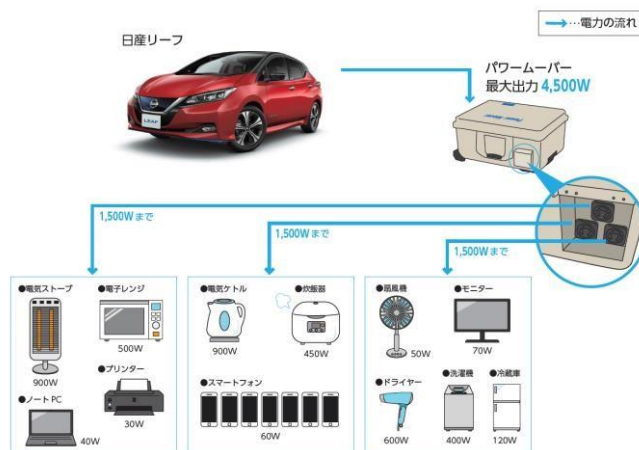 →…電力の流れ
日産リーフ
パワームーバー
最大出力 4,500W
1,500Wまで
1,500Wまで
1,500Wまで
●電気ストーブ
900W
●電子レンジ
500W
●プリンター
30W
●ノートPC
40W
●電気ケトル
900W
●炊飯器
450W
●スマートフォン
60W
●扇風機
50W
●モニター
70W
●ドライヤー
600W
●洗濯機
400W
●冷蔵庫
120W